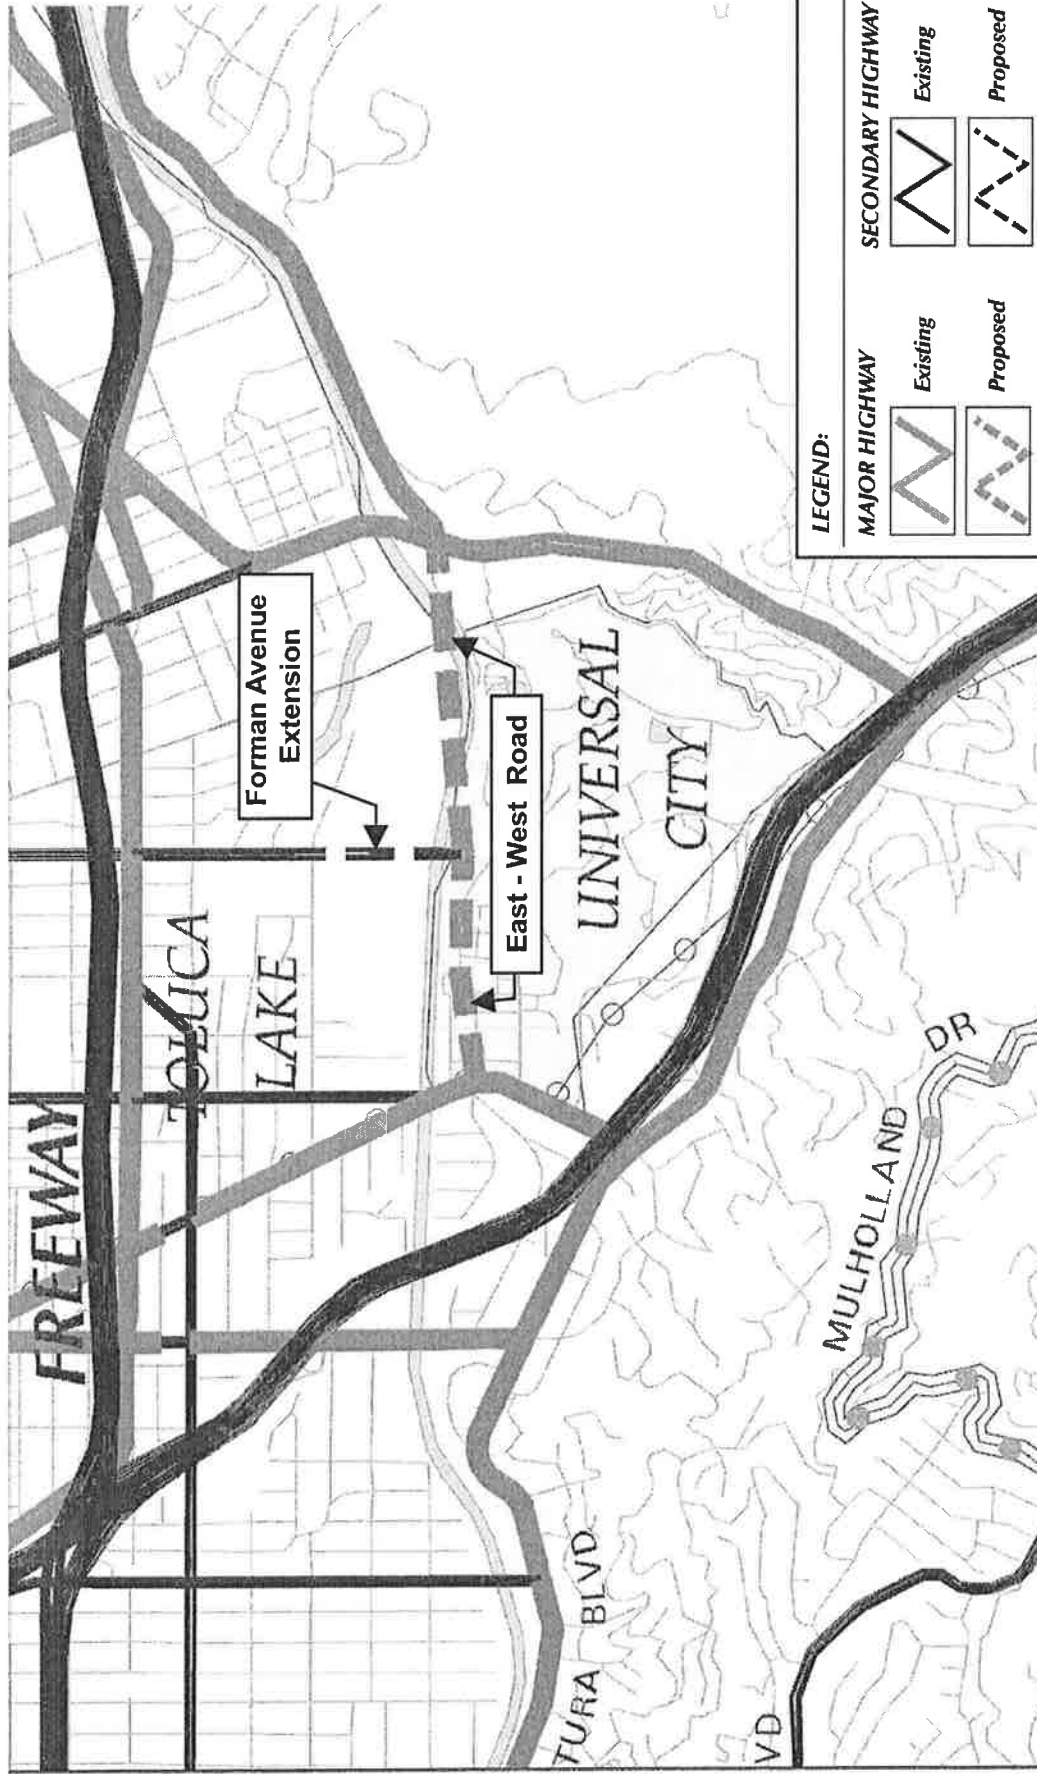 FREEWAY
TOLUCA
LAKE
Forman Avenue
Extension
East - West Road
UNIVERSAL
CITY
MULHOLLAND
DR
TURA BLVD
VD
LEGEND:
MAJOR HIGHWAY
Existing
Proposed
SECONDARY HIGHWAY
Existing
Proposed